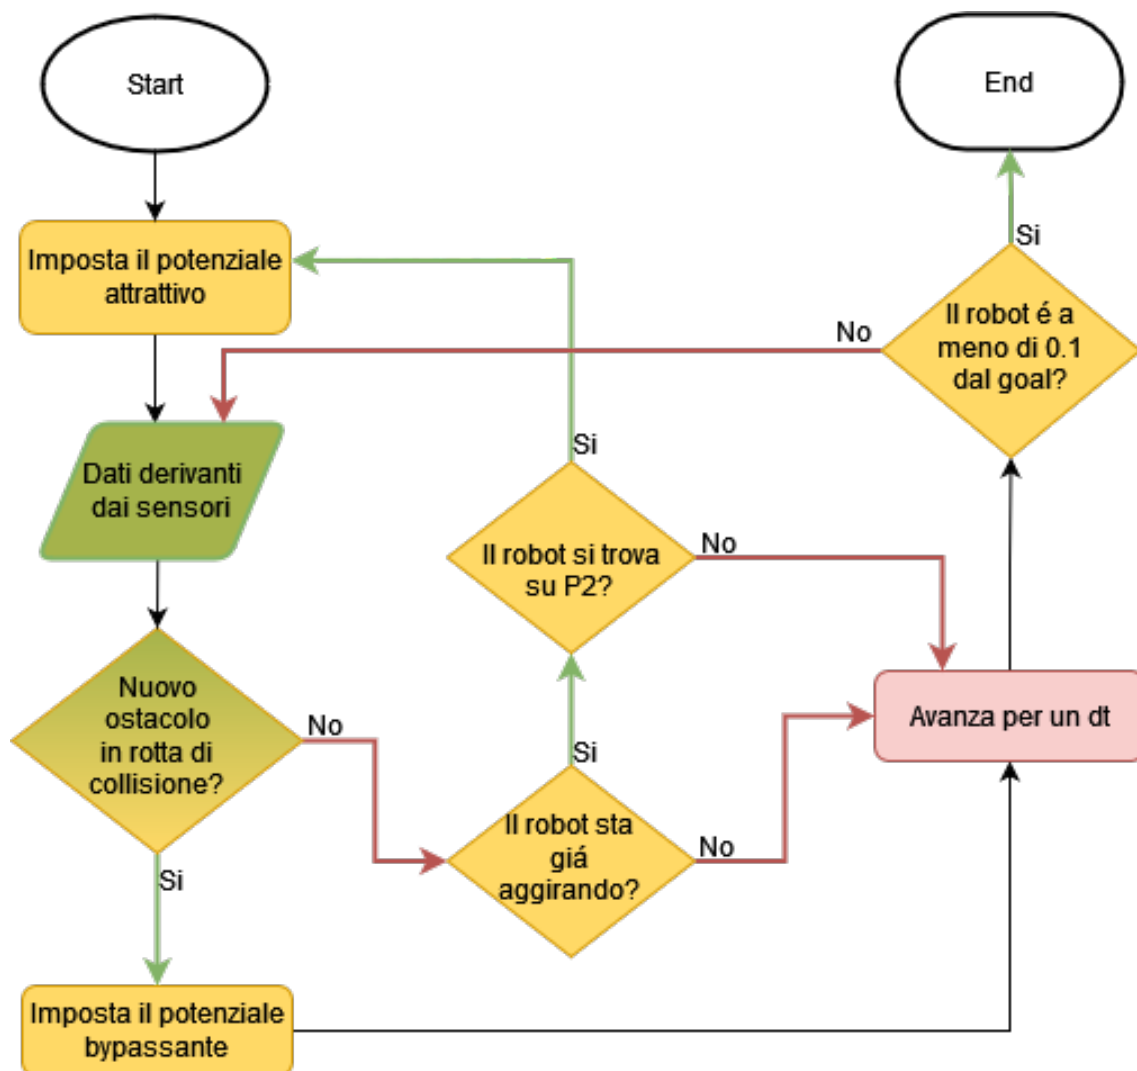 Start
End
Imposta il potenziale
attrattivo
Si
Il robot é a
meno di 0.1
dal goal?
No
Dati derivanti
dai sensori
Si
Il robot si trova
su P2?
No
Nuovo
ostacolo
in rotta di
collisione?
No
Avanza per un dt
Si
Il robot sta
giá
aggirando?
No
Si
Imposta il potenziale
bypassante